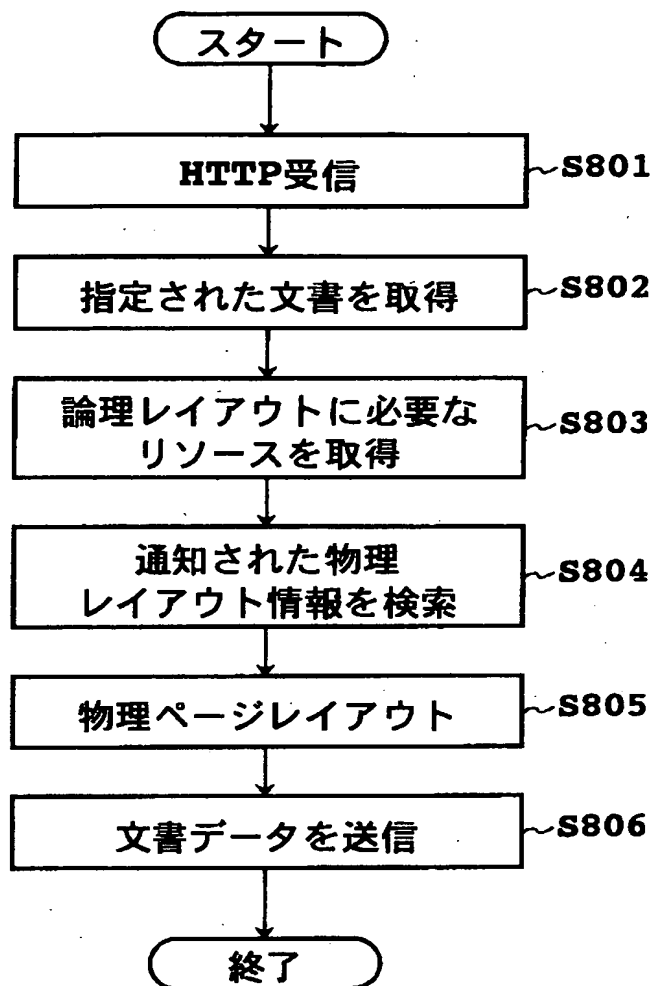 スタート
HTTP受信
S801
指定された文書を取得
S802
論理レイアウトに必要な
リソースを取得
S803
通知された物理
レイアウト情報を検索
S804
物理ページレイアウト
S805
文書データを送信
S806
終了